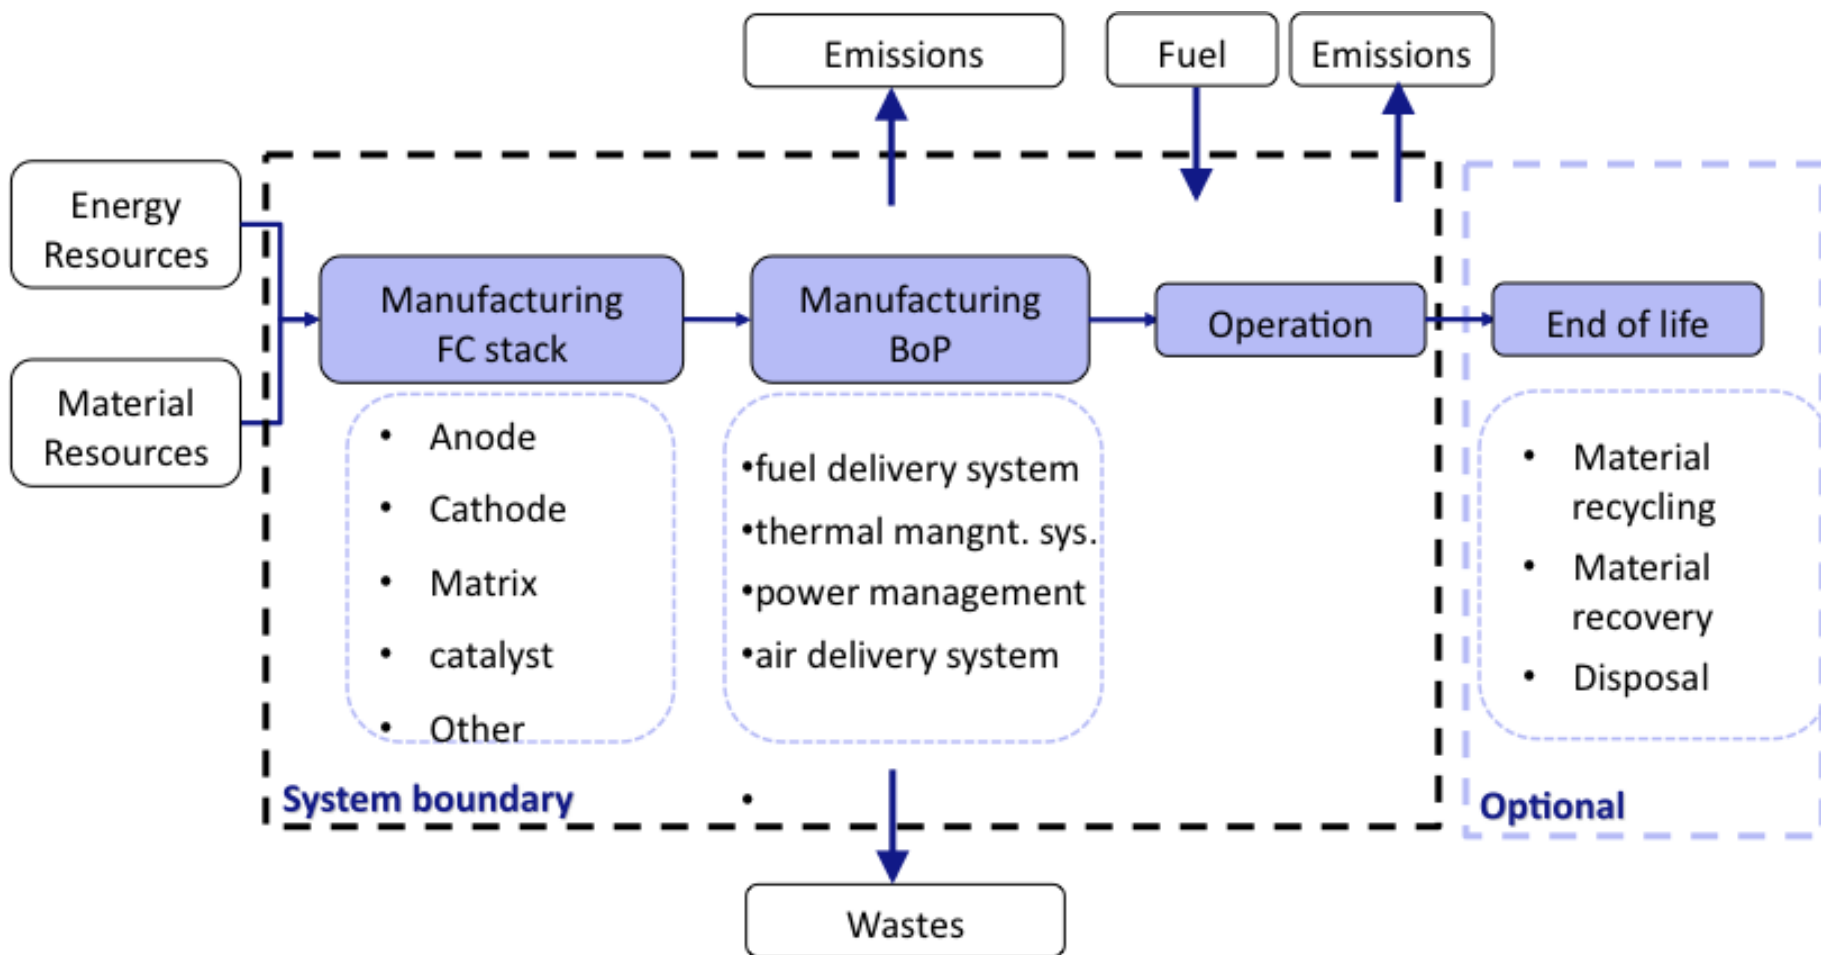 Emissions
Fuel
Emissions
Energy
Resources
Material
Resources
Manufacturing
FC stack
Manufacturing
BoP
Operation
End of life
• Anode
• Cathode
• Matrix
• catalyst
• Other
•fuel delivery system
•thermal mangnt. sys.
•power management
•air delivery system
•
• Material
recycling
• Material
recovery
• Disposal
System boundary
Optional
Wastes